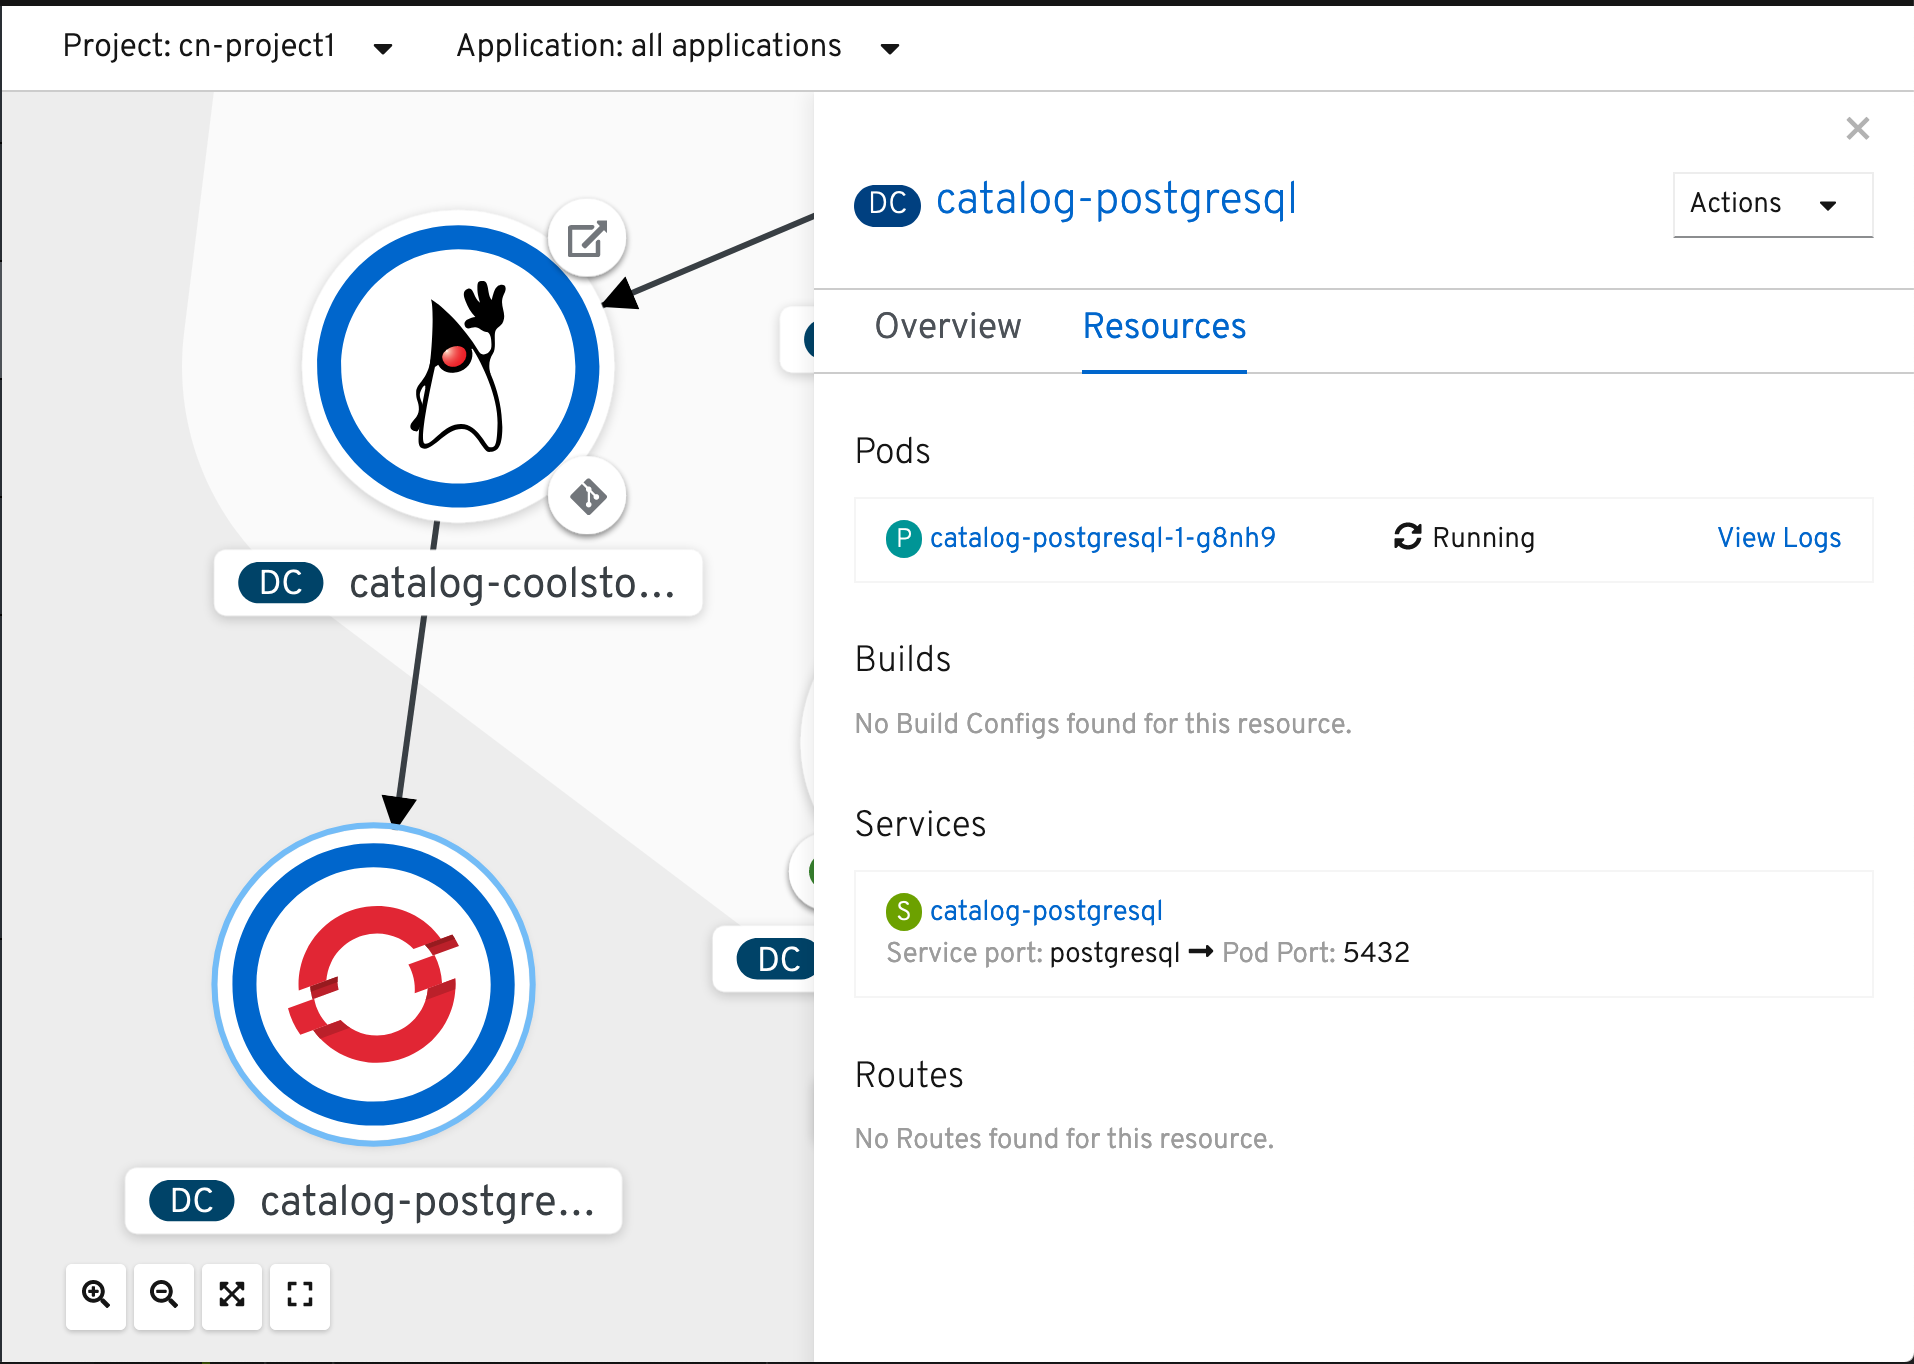 Project: cn-project1
Application: all applications
DC catalog-postgresql
Actions
Overview
Resources
Pods
P catalog-postgresql-1-g8nh9
Running
View Logs
Builds
No Build Configs found for this resource.
Services
S catalog-postgresql
Service port: postgresql → Pod Port: 5432
Routes
No Routes found for this resource.
DC catalog-coolsto...
DC
DC catalog-postgre...